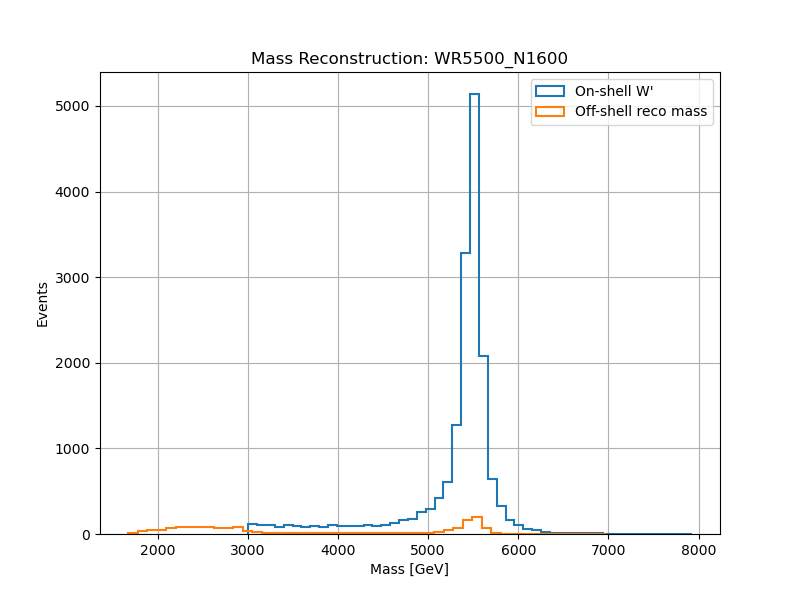 Mass Reconstruction: WR5500_N1600
On-shell W'
Off-shell reco mass
Events
5000
4000
3000
2000
1000
0
2000 3000 4000 5000 6000 7000 8000
Mass [GeV]